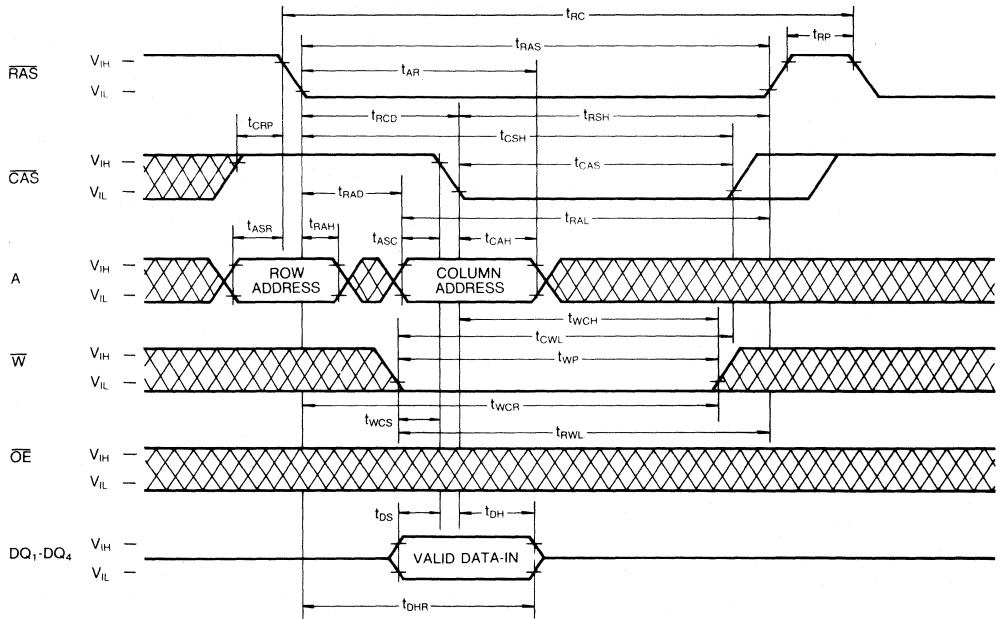 tRC
tRP
tRAS
RAS
VIH
VIL
tAR
tCRP
tRCD
tRSH
tCSH
CAS
VIH
VIL
tCAS
tRAD
tRAL
tASR
tRAH
tASC
tCAH
A
VIH
VIL
ROW
ADDRESS
COLUMN
ADDRESS
tWCH
tCWL
W
VIH
VIL
tWP
tWCR
tWCS
tRWL
OE
VIH
VIL
tDS
tDH
DQ1-DQ4
VIH
VIL
VALID DATA-IN
tDHR